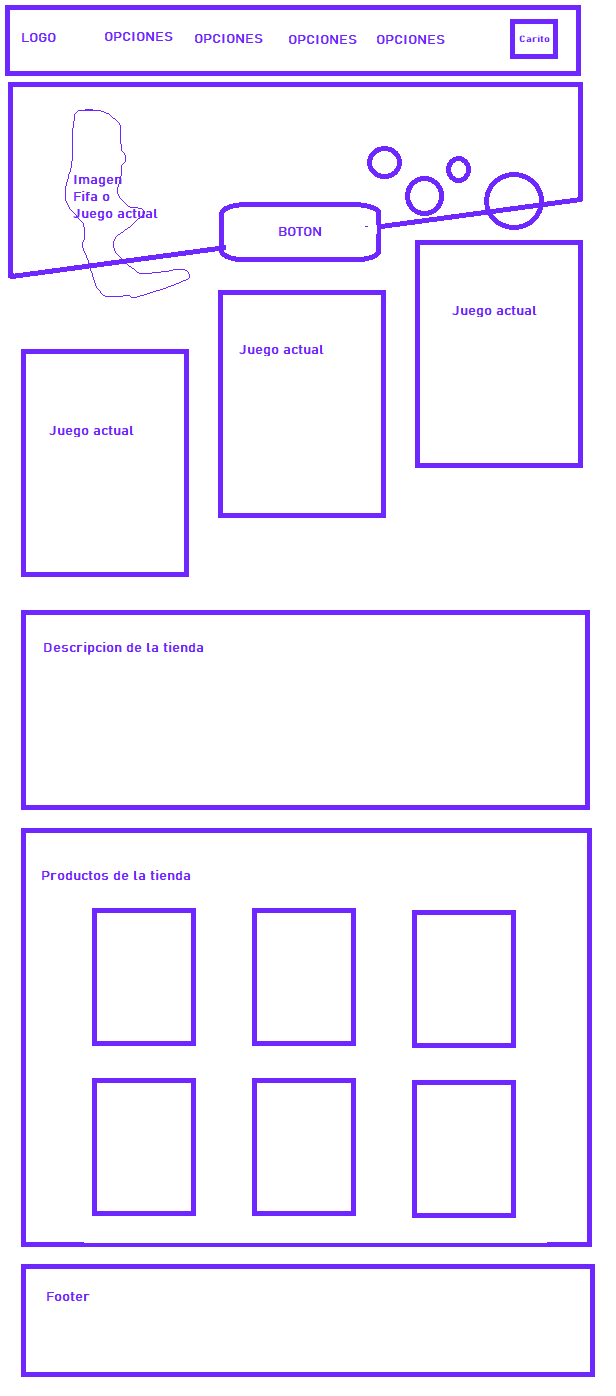 LOGO
OPCIONES
OPCIONES
OPCIONES
OPCIONES
Carito
Imagen
Fifa o
Juego actual
BOTON
Juego actual
Juego actual
Juego actual
Descripcion de la tienda
Productos de la tienda
Footer